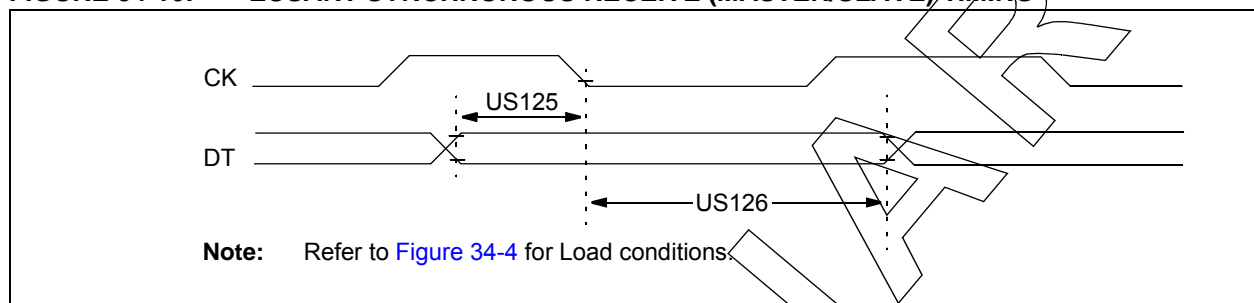 CK
US125
DT
US126
Note: Refer to Figure 34-4 for Load conditions.